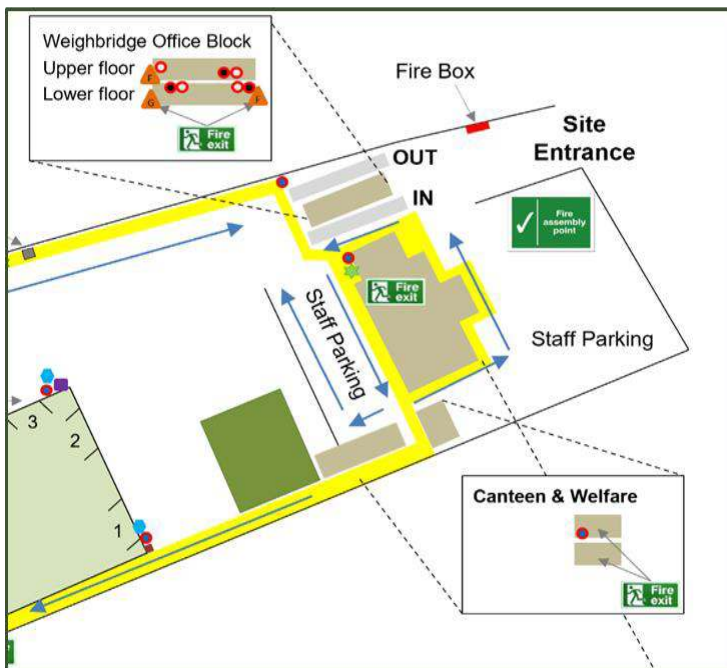 Weighbridge Office Block
Upper floor
F
Lower floor
G
F
Fire
exit
Fire Box
Site
Entrance
OUT
IN
Fire
assembly
point
Fire
exit
Staff Parking
Staff Parking
3
2
1
Canteen & Welfare
Fire
exit